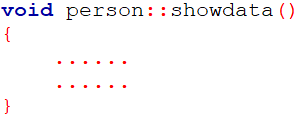 void person::showdata()
{
......
......
}